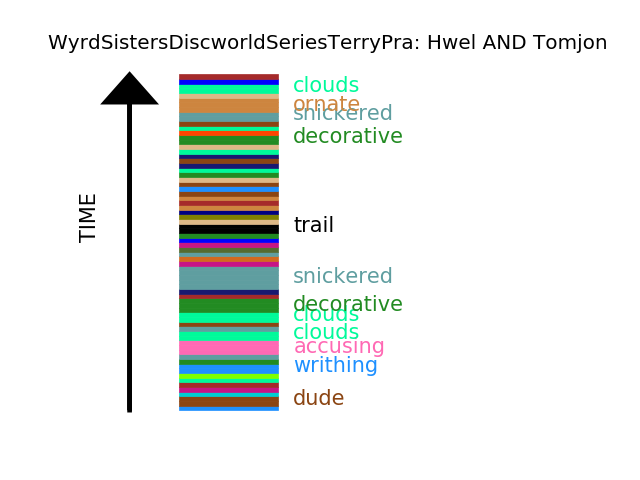 WyrdSistersDiscworldSeriesTerryPra: Hwel AND Tomjon
clouds
ornate
snickered
decorative
TIME
trail
snickered
decorative
clouds
clouds
accusing
writhing
dude